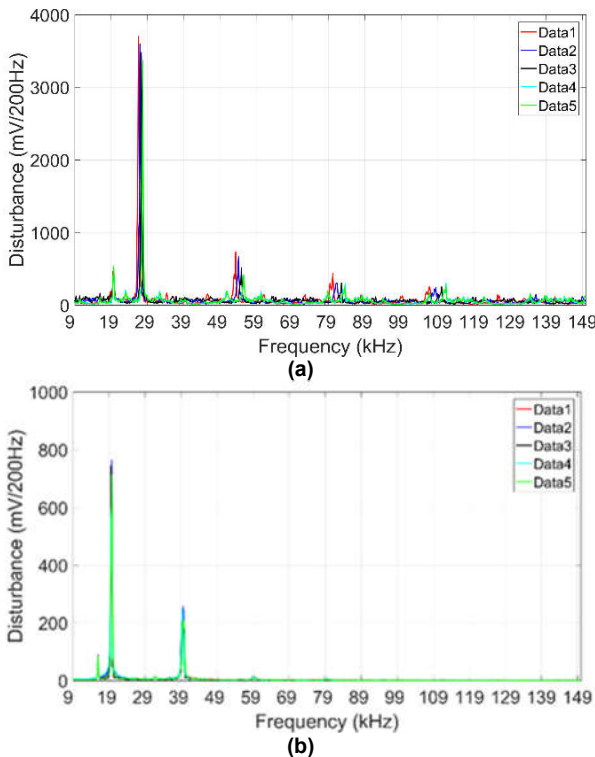 4000
3000
2000
1000
0
Disturbance (mV/200Hz)
Data1
Data2
Data3
Data4
Data5
9 19 29 39 49 59 69 79 89 99 109 119 129 139 149
Frequency (kHz)
(a)
1000
800
600
400
200
0
Disturbance (mV/200Hz)
Data1
Data2
Data3
Data4
Data5
9 19 29 39 49 59 69 79 89 99 109 119 129 139 149
Frequency (kHz)
(b)